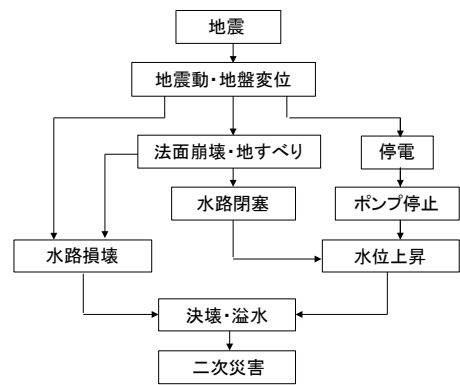 地震
地震動・地盤変位
法面崩壊・地すべり
停電
水路閉塞
ポンプ停止
水路損壊
水位上昇
決壊・溢水
二次災害